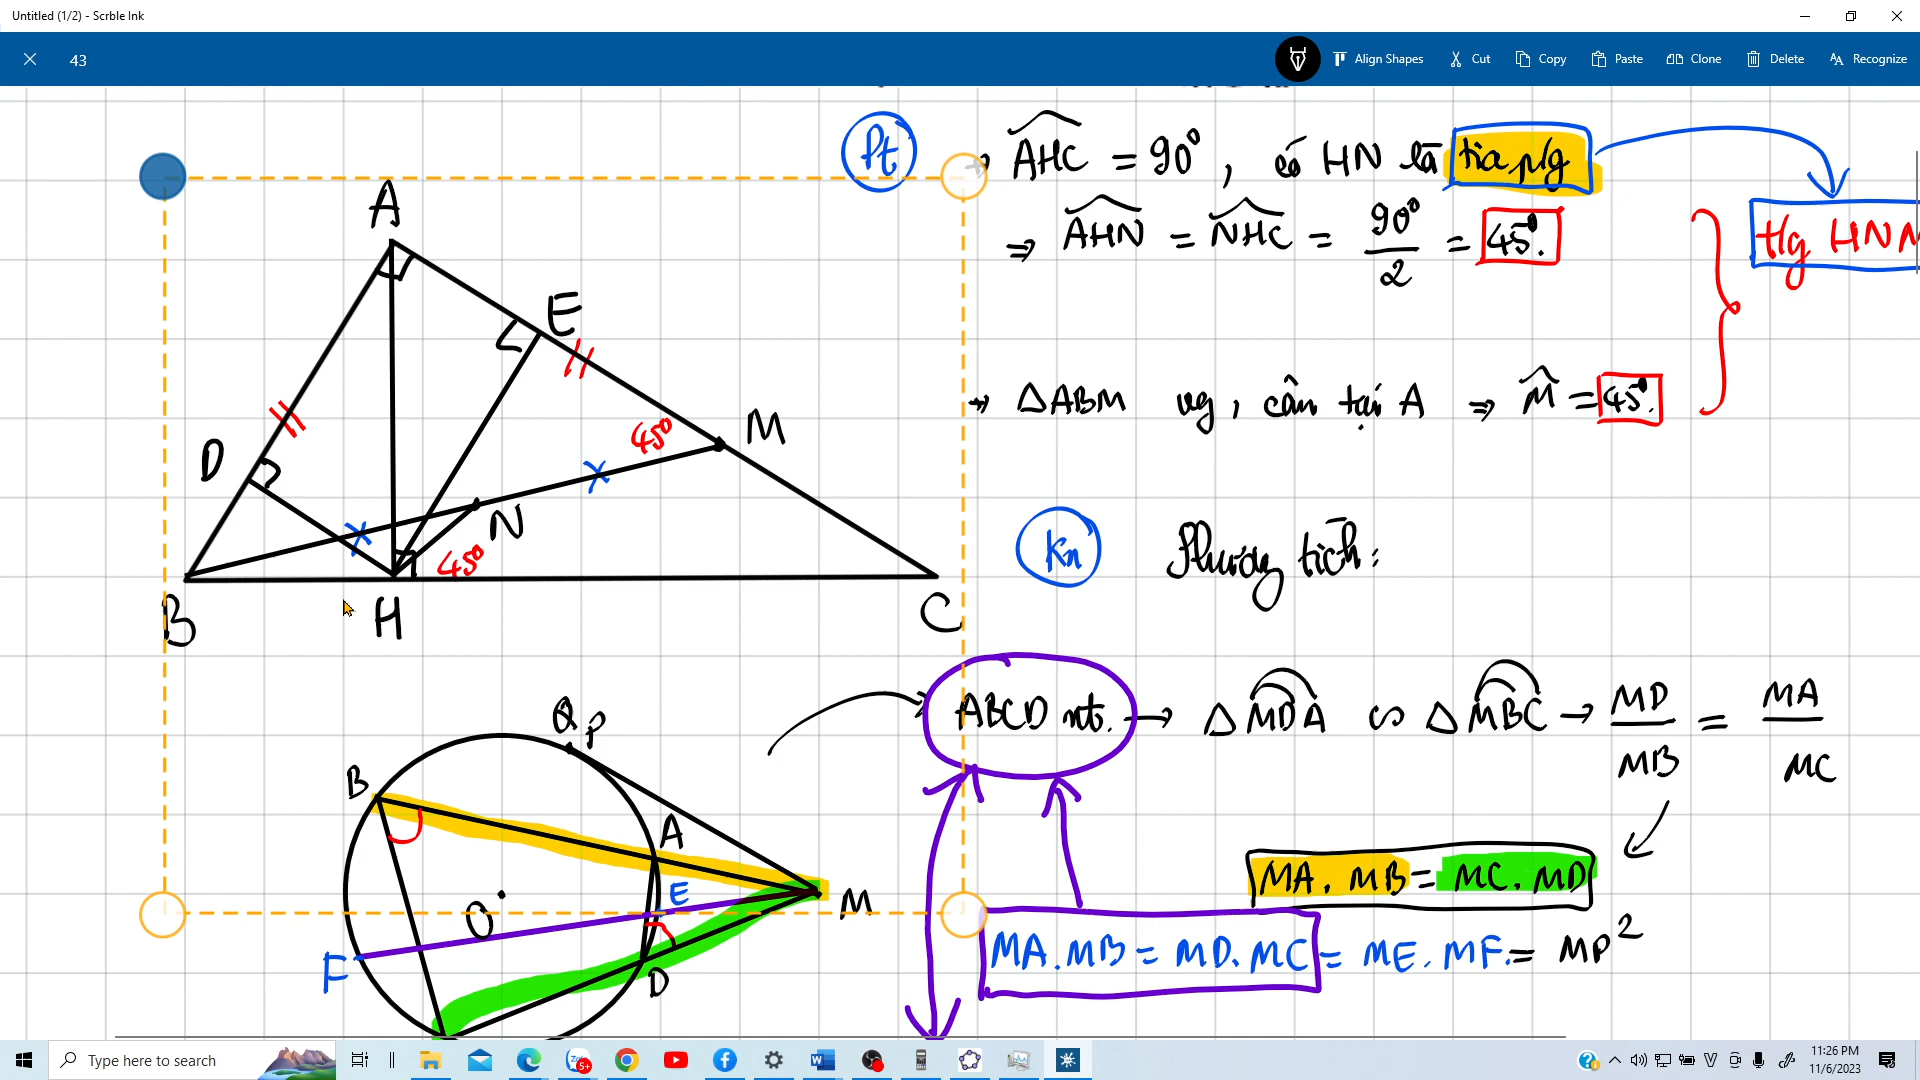 Untitled (1/2) - Scrble Ink
43
Align Shapes
Cut
Copy
Paste
Clone
Delete
Recognize
Pt
AHC = 90°, có HN là tia p/g
⇒ AHN = NHC = 90°/2 = 45°.
Hg HNM
→ ΔABM vg, cân tại A ⇒ M = 45°.
A
E
D
M
45°
N
45°
B
H
C
Kn
Phương tích:
ABCD nt. → ΔMDA ∽ ΔMBC → MD/MB = MA/MC
MA. MB = MC. MD
MA.MB = MD.MC = ME. MF. = MP²
Q
P
B
A
E
M
O
F
D
Type here to search
5+
11:26 PM
11/6/2023